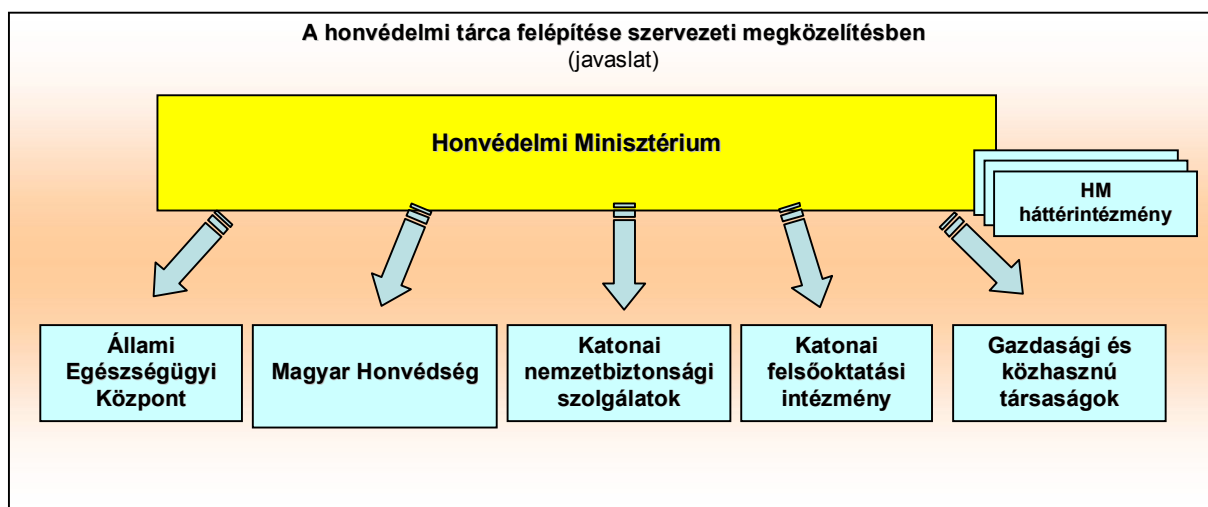 A honvédelmi tárca felépítése szervezeti megközelítésben
(javaslat)
Honvédelmi Minisztérium
HM
háttérintézmény
Állami
Egészségügyi
Központ
Magyar Honvédség
Katonai
nemzetbiztonsági
szolgálatok
Katonai
felsőoktatási
intézmény
Gazdasági és
közhasznú
társaságok